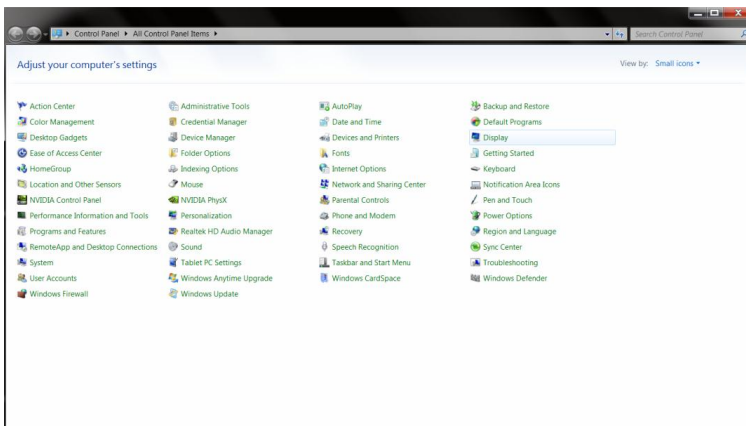 Control Panel ▸ All Control Panel Items ▸
Search Control Panel
Adjust your computer's settings
View by: Small icons
Action Center
Administrative Tools
AutoPlay
Backup and Restore
Color Management
Credential Manager
Date and Time
Default Programs
Desktop Gadgets
Device Manager
Devices and Printers
Display
Ease of Access Center
Folder Options
Fonts
Getting Started
HomeGroup
Indexing Options
Internet Options
Keyboard
Location and Other Sensors
Mouse
Network and Sharing Center
Notification Area Icons
NVIDIA Control Panel
NVIDIA PhysX
Parental Controls
Pen and Touch
Performance Information and Tools
Personalization
Phone and Modem
Power Options
Programs and Features
Realtek HD Audio Manager
Recovery
Region and Language
RemoteApp and Desktop Connections
Sound
Speech Recognition
Sync Center
System
Tablet PC Settings
Taskbar and Start Menu
Troubleshooting
User Accounts
Windows Anytime Upgrade
Windows CardSpace
Windows Defender
Windows Firewall
Windows Update